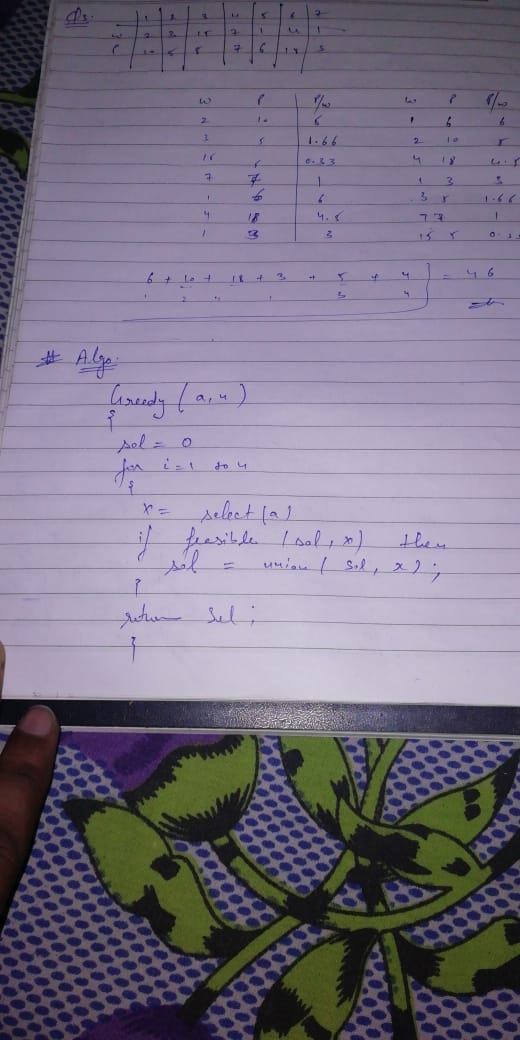 Q3.
1 2 3 4 5 6 7
w 2 3 15 7 1 4 1
P 10 5 5 7 6 18 3
w P P/w w P P/w
2 10 5 1 6 6
3 5 1.66 2 10 5
15 5 0.33 4 18 4.5
7 7 1 1 3 3
1 6 6 3 5 1.66
4 18 4.5 7 7 1
1 3 3 15 5
6 + 10 + 18 + 3 + 5 + 4 } = 46
1 2 4 1 3 4
# Algo.
Greedy (a, n)
{
sol = 0
for i = 1 to n
{
x = select (a)
if feasible (sol, x) then
sol = union ( sol, x) ;
}
return sol ;
}